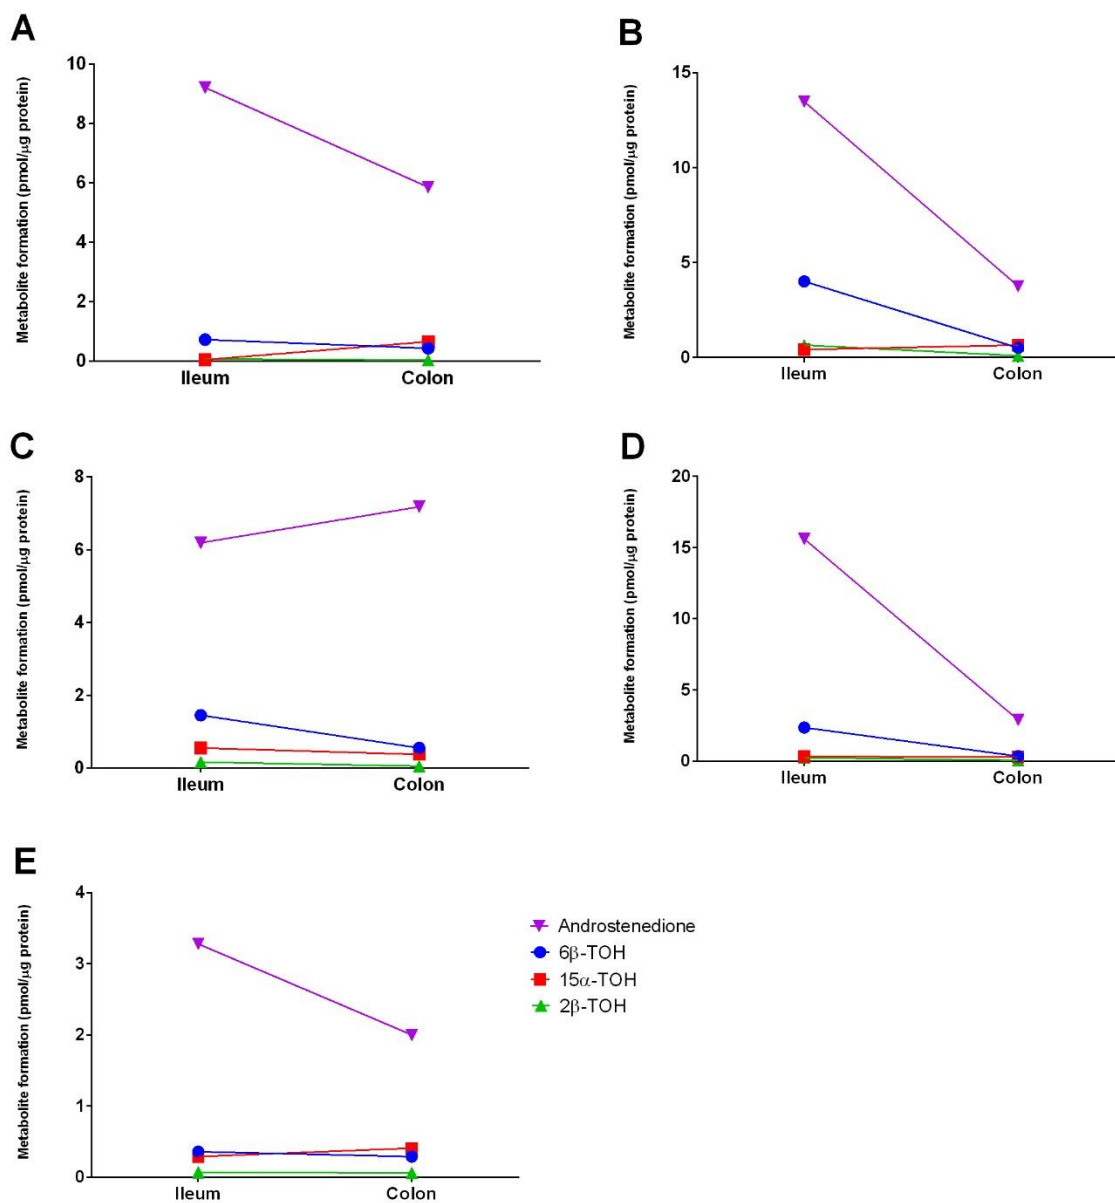 A
Metabolite formation (pmol/μg protein)
10
8
6
4
2
0
Ileum
Colon
B
Metabolite formation (pmol/μg protein)
15
10
5
0
Ileum
Colon
C
Metabolite formation (pmol/μg protein)
8
6
4
2
0
Ileum
Colon
D
Metabolite formation (pmol/μg protein)
20
15
10
5
0
Ileum
Colon
E
Metabolite formation (pmol/μg protein)
4
3
2
1
0
Ileum
Colon
Androstenedione
6β-TOH
15α-TOH
2β-TOH